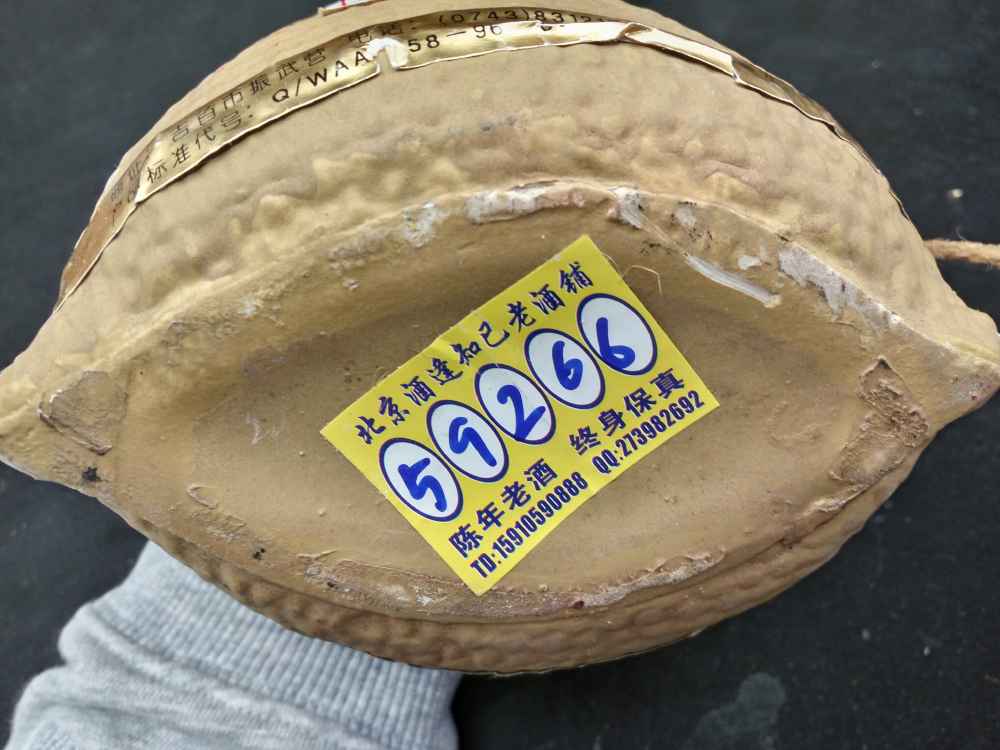 吉首市振武营 电话:(0743)8312
标准代号: Q/WAA 58-96
北京酒逢知已老酒铺
59266
陈年老酒 终身保真
TD:15910590888 QQ:273982692